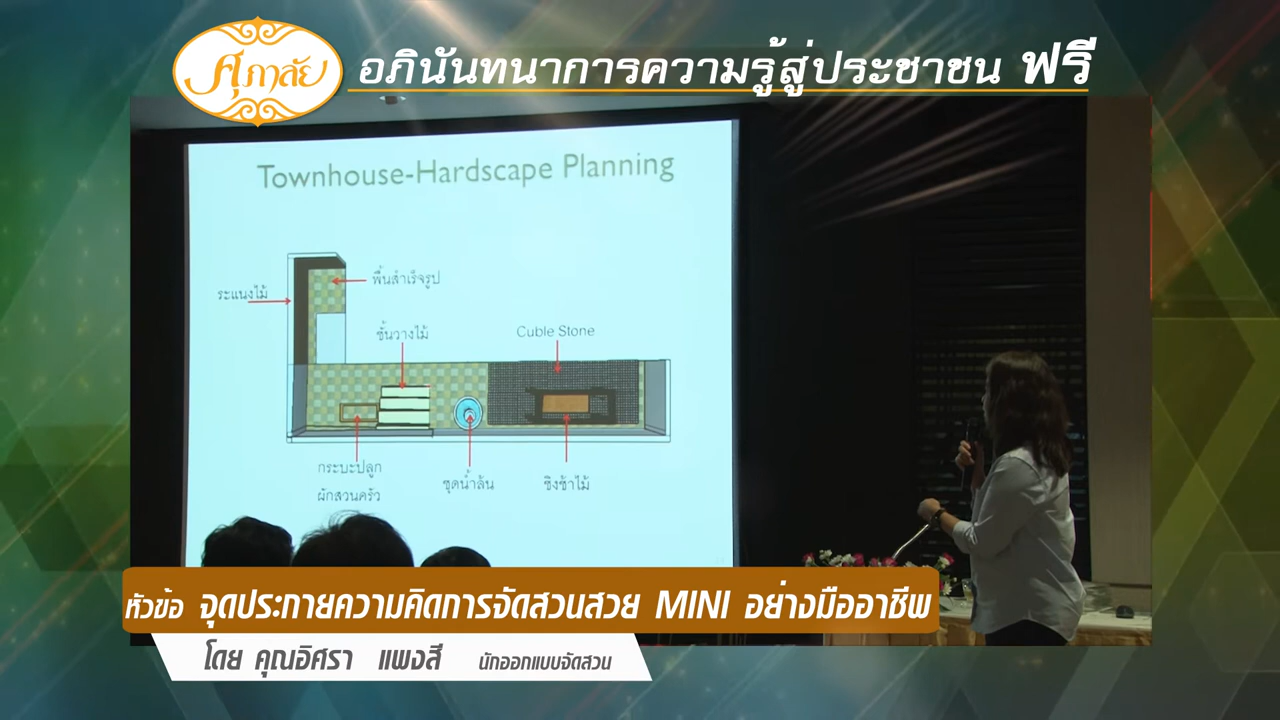 ศุภาลัย
อภินันทนาการความรู้สู่ประชาชน ฟรี
Townhouse-Hardscape Planning
พื้นสำเร็จรูป
ระแนงไม้
ชั้นวางไม้
Cuble Stone
กระบะปลูก
ผักสวนครัว
ชุดน้ำล้น
ชิงช้าไม้
หัวข้อ จุดประกายความคิดการจัดสวนสวย MINI อย่างมืออาชีพ
โดย คุณอิศรา แพงสี นักออกแบบจัดสวน